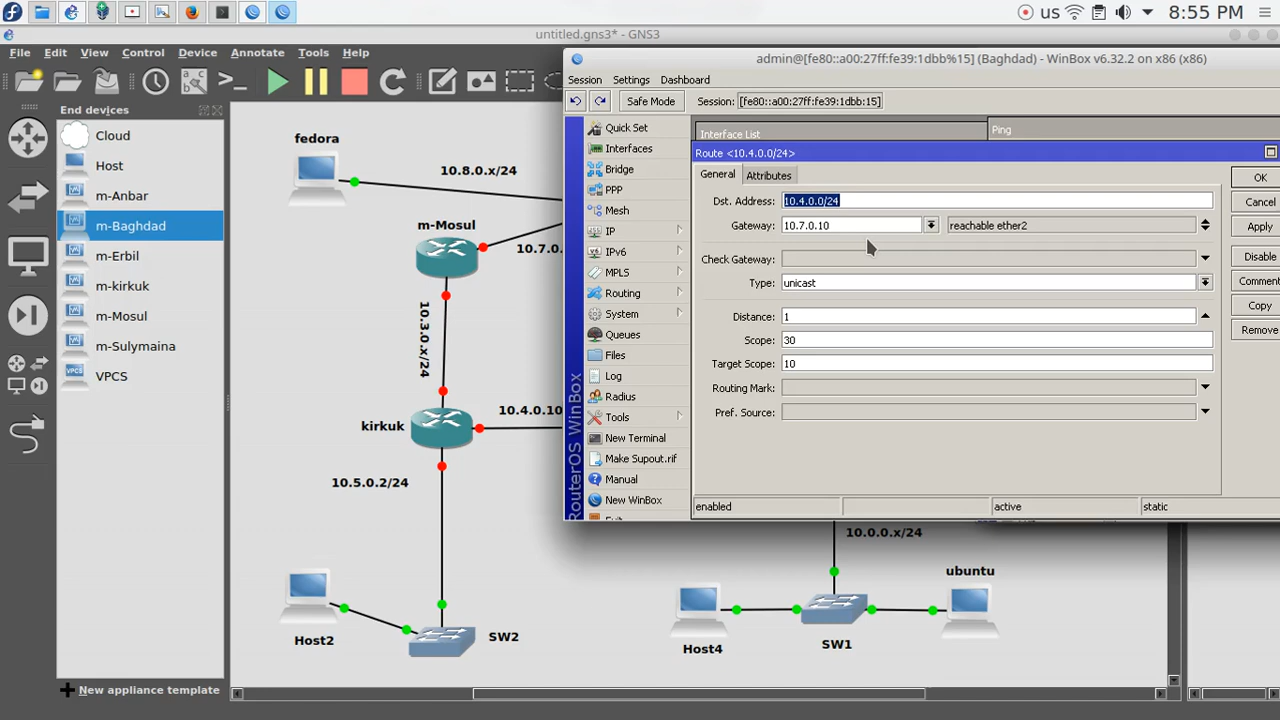 us
8:55 PM
untitled.gns3* - GNS3
File Edit View Control Device Annotate Tools Help
End devices
Cloud
Host
m-Anbar
m-Baghdad
m-Erbil
m-kirkuk
m-Mosul
m-Sulymaina
VPCS
New appliance template
fedora
10.8.0.x/24
m-Mosul
10.7.0
10.3.0.x/24
kirkuk
10.4.0.10
10.5.0.2/24
Host2
SW2
10.0.0.x/24
ubuntu
Host4
SW1
admin@[fe80::a00:27ff:fe39:1dbb%15] (Baghdad) - WinBox v6.32.2 on x86 (x86)
Session Settings Dashboard
Safe Mode
Session: [fe80::a00:27ff:fe39:1dbb:15]
RouterOS WinBox
Quick Set
Interfaces
Bridge
PPP
Mesh
IP
IPv6
MPLS
Routing
System
Queues
Files
Log
Radius
Tools
New Terminal
Make Supout.rif
Manual
New WinBox
Interface List
Ping
Route <10.4.0.0/24>
General Attributes
Dst. Address: 10.4.0.0/24
Gateway: 10.7.0.10 reachable ether2
Check Gateway:
Type: unicast
Distance: 1
Scope: 30
Target Scope: 10
Routing Mark:
Pref. Source:
OK
Cancel
Apply
Disable
Comment
Copy
Remove
enabled
active
static